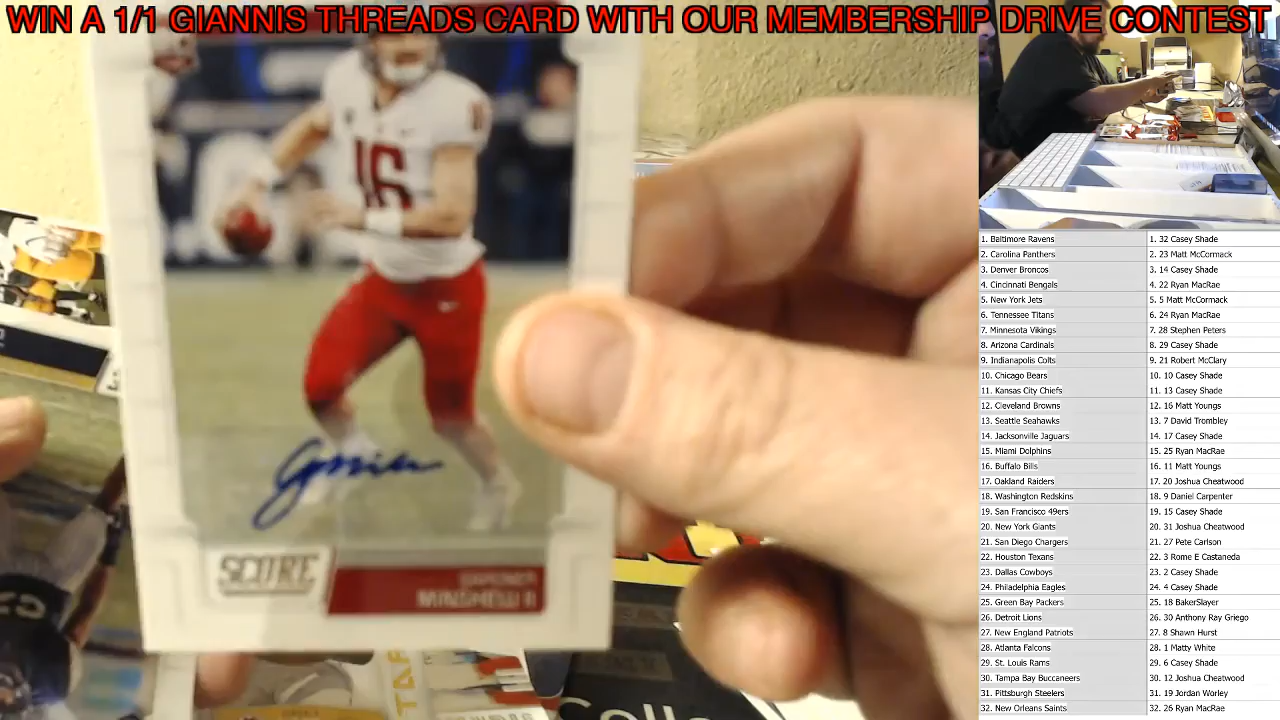 WIN A 1/1 GIANNIS THREADS CARD WITH OUR MEMBERSHIP DRIVE CONTEST
16
SCORE
GARDNER
MINSHEW II
1. Baltimore Ravens 1. 32 Casey Shade
2. Carolina Panthers 2. 23 Matt McCormack
3. Denver Broncos 3. 14 Casey Shade
4. Cincinnati Bengals 4. 22 Ryan MacRae
5. New York Jets 5. 5 Matt McCormack
6. Tennessee Titans 6. 24 Ryan MacRae
7. Minnesota Vikings 7. 28 Stephen Peters
8. Arizona Cardinals 8. 29 Casey Shade
9. Indianapolis Colts 9. 21 Robert McClary
10. Chicago Bears 10. 10 Casey Shade
11. Kansas City Chiefs 11. 13 Casey Shade
12. Cleveland Browns 12. 16 Matt Youngs
13. Seattle Seahawks 13. 7 David Trombley
14. Jacksonville Jaguars 14. 17 Casey Shade
15. Miami Dolphins 15. 25 Ryan MacRae
16. Buffalo Bills 16. 11 Matt Youngs
17. Oakland Raiders 17. 20 Joshua Cheatwood
18. Washington Redskins 18. 9 Daniel Carpenter
19. San Francisco 49ers 19. 15 Casey Shade
20. New York Giants 20. 31 Joshua Cheatwood
21. San Diego Chargers 21. 27 Pete Carlson
22. Houston Texans 22. 3 Rome E Castaneda
23. Dallas Cowboys 23. 2 Casey Shade
24. Philadelphia Eagles 24. 4 Casey Shade
25. Green Bay Packers 25. 18 BakerSlayer
26. Detroit Lions 26. 30 Anthony Ray Griego
27. New England Patriots 27. 8 Shawn Hurst
28. Atlanta Falcons 28. 1 Matty White
29. St. Louis Rams 29. 6 Casey Shade
30. Tampa Bay Buccaneers 30. 12 Joshua Cheatwood
31. Pittsburgh Steelers 31. 19 Jordan Worley
32. New Orleans Saints 32. 26 Ryan MacRae